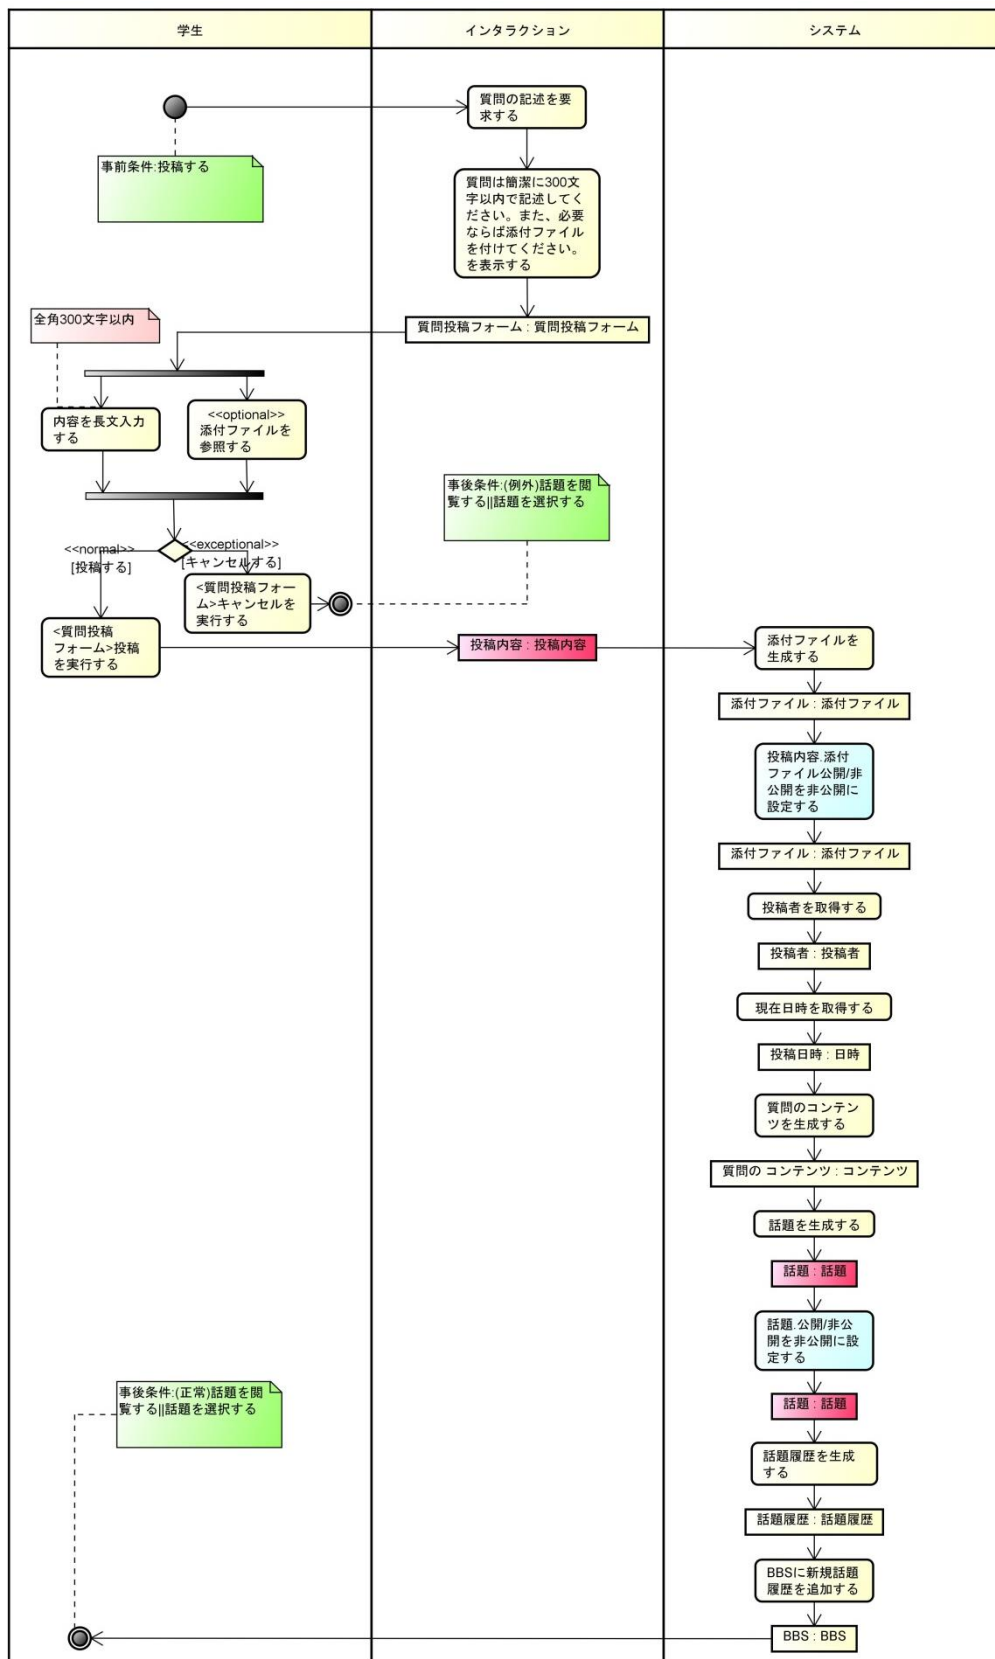 学生
インタラクション
システム
質問の記述を要
求する
事前条件:投稿する
質問は簡潔に300文
字以内で記述してく
ださい。また、必要
ならば添付ファイル
を付けてください。
を表示する
全角300文字以内
質問投稿フォーム : 質問投稿フォーム
内容を長文入力
する
<<optional>>
添付ファイルを
参照する
事後条件:(例外)話題を閲
覧する||話題を選択する
<<normal>>
[投稿する]
<<exceptional>>
[キャンセルする]
<質問投稿フォー
ム>キャンセルを
実行する
<質問投稿
フォーム>投稿
を実行する
投稿内容 : 投稿内容
添付ファイルを
生成する
添付ファイル : 添付ファイル
投稿内容.添付
ファイル公開/非
公開を非公開に
設定する
添付ファイル : 添付ファイル
投稿者を取得する
投稿者 : 投稿者
現在日時を取得する
投稿日時 : 日時
質問のコンテン
ツを生成する
質問の コンテンツ : コンテンツ
話題を生成する
話題 : 話題
話題.公開/非公
開を非公開に設
定する
事後条件:(正常)話題を閲
覧する||話題を選択する
話題 : 話題
話題履歴を生成
する
話題履歴 : 話題履歴
BBSに新規話題
履歴を追加する
BBS : BBS